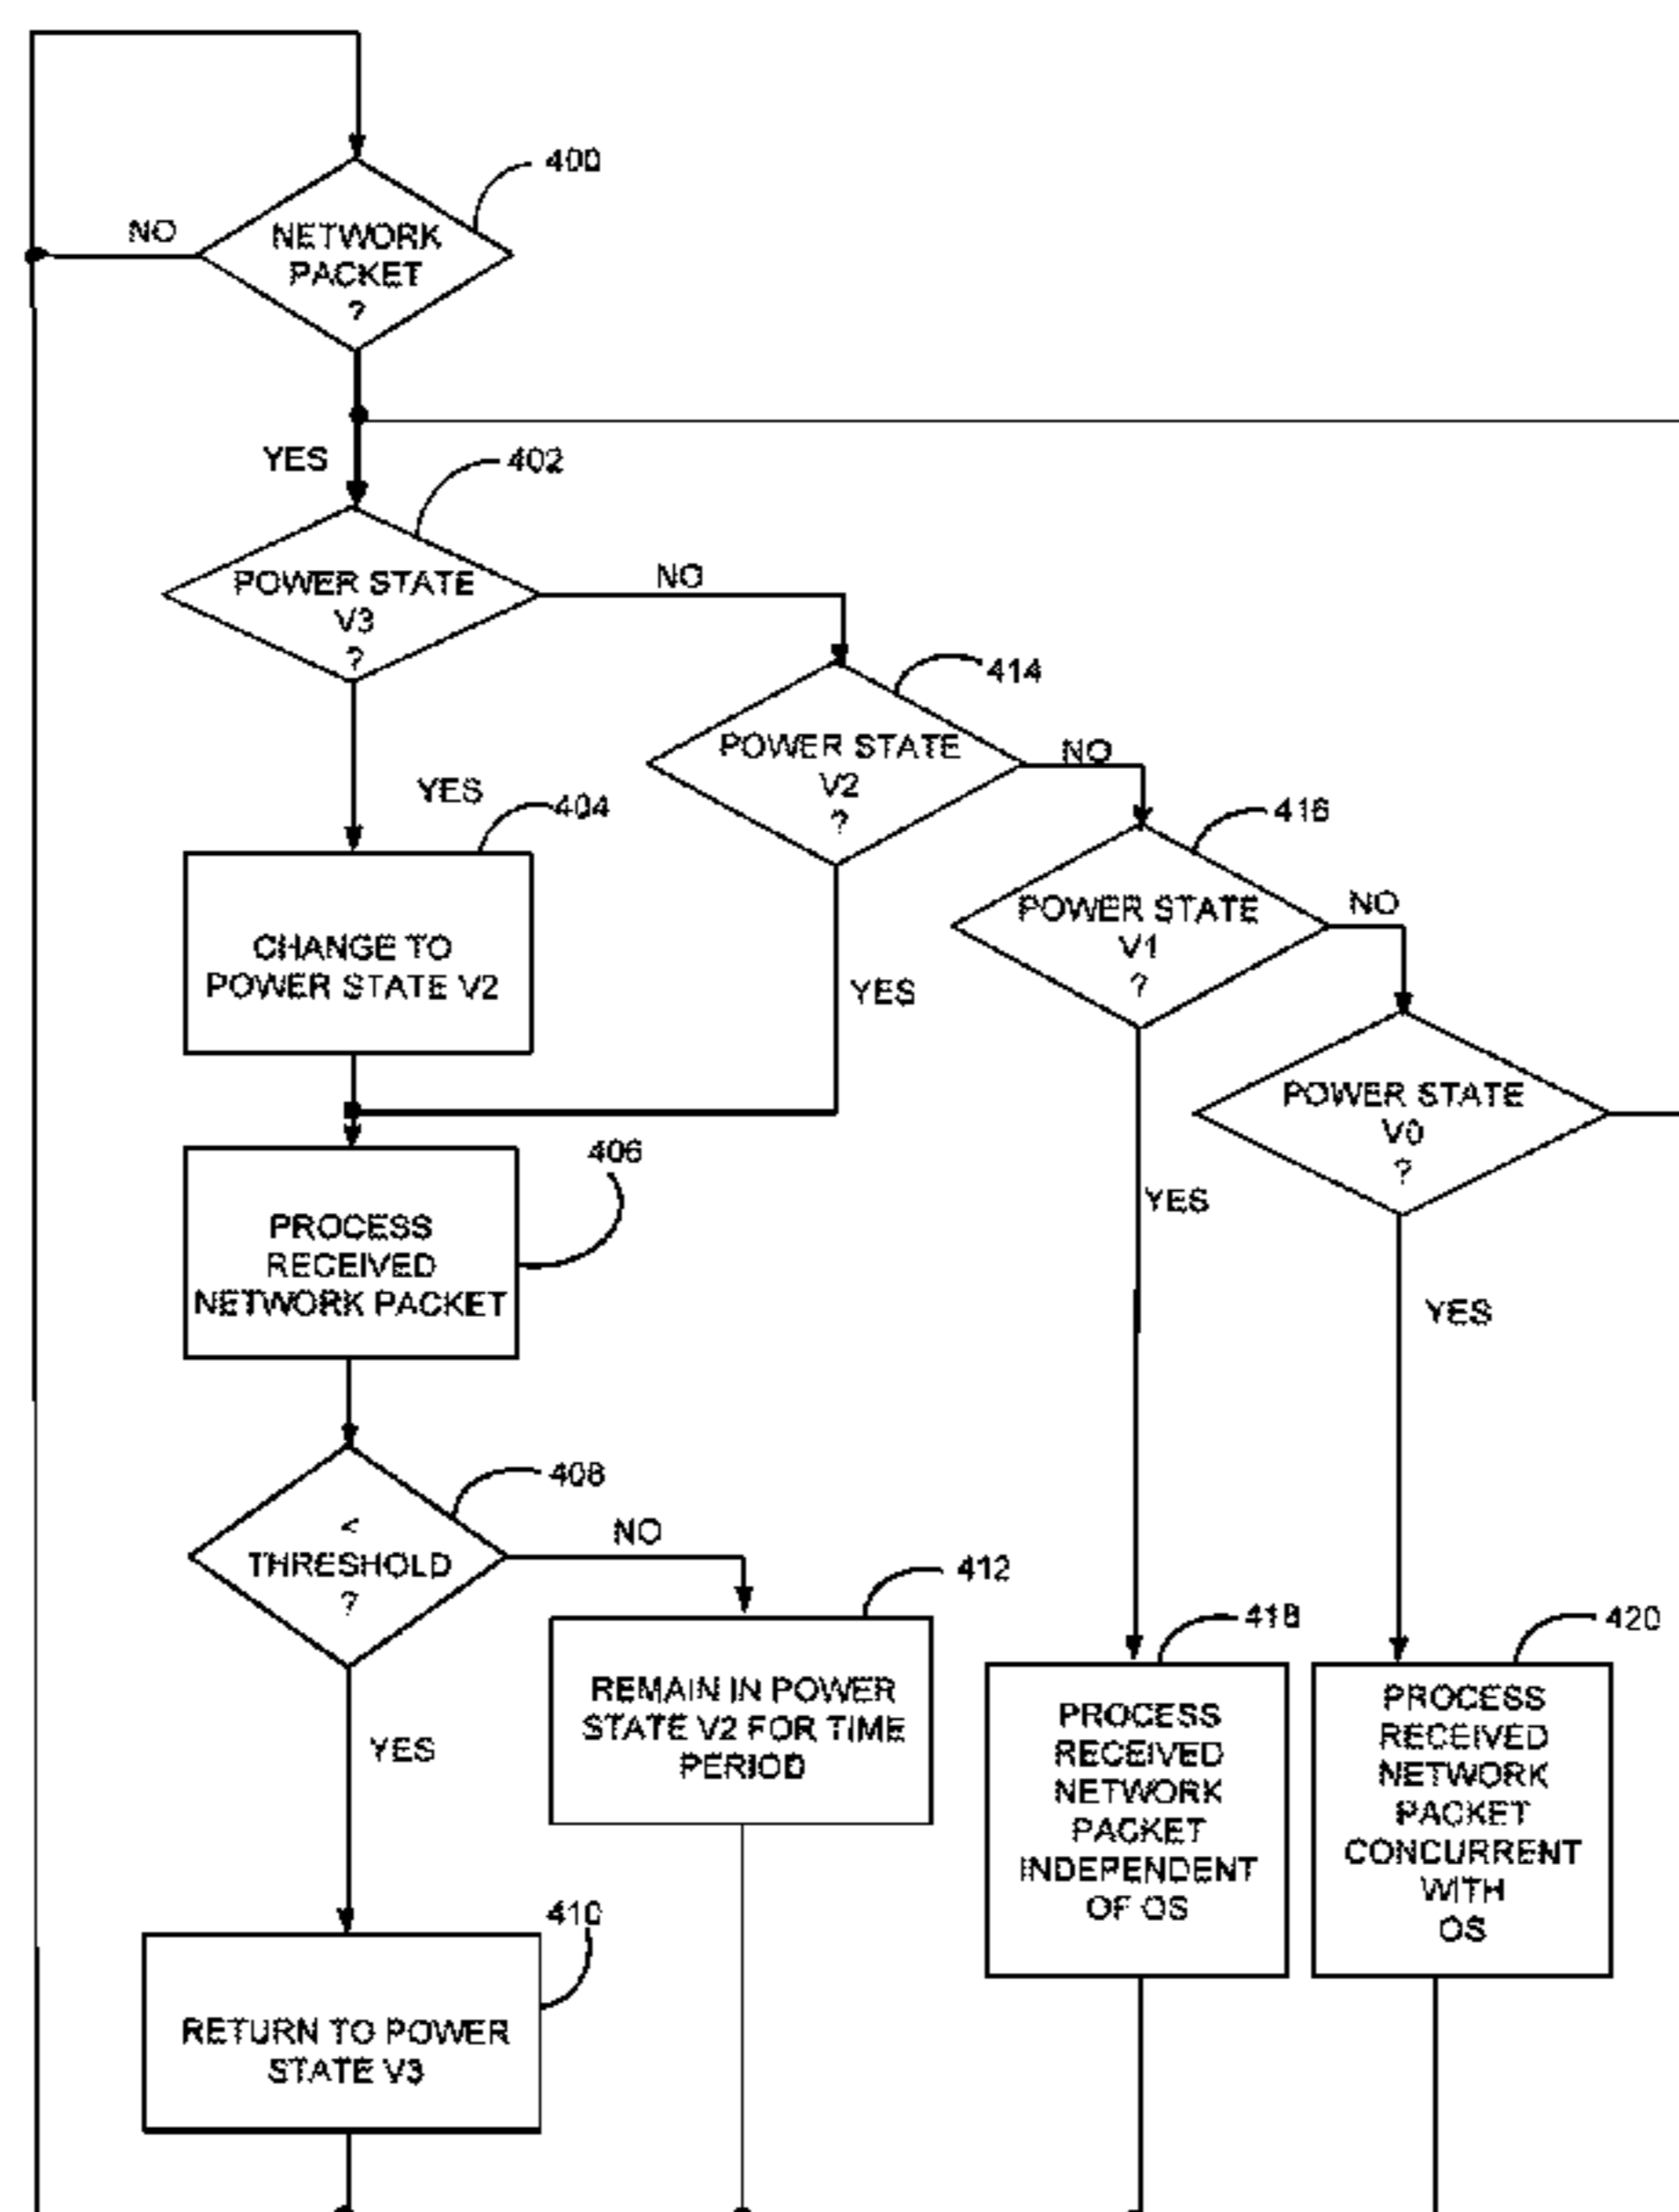 400
NO
NETWORK
PACKET
?
YES
402
POWER STATE
V3
?
NO
414
POWER STATE
V2
?
NO
YES
404
416
POWER STATE
V1
?
NO
CHANGE TO
POWER STATE V2
YES
POWER STATE
V0
?
406
YES
PROCESS
RECEIVED
NETWORK PACKET
YES
408
<
THRESHOLD
?
NO
412
418
420
REMAIN IN POWER
STATE V2 FOR TIME
PERIOD
PROCESS
RECEIVED
NETWORK
PACKET
INDEPENDENT
OF OS
PROCESS
RECEIVED
NETWORK
PACKET
CONCURRENT
WITH
OS
YES
410
RETURN TO POWER
STATE V3